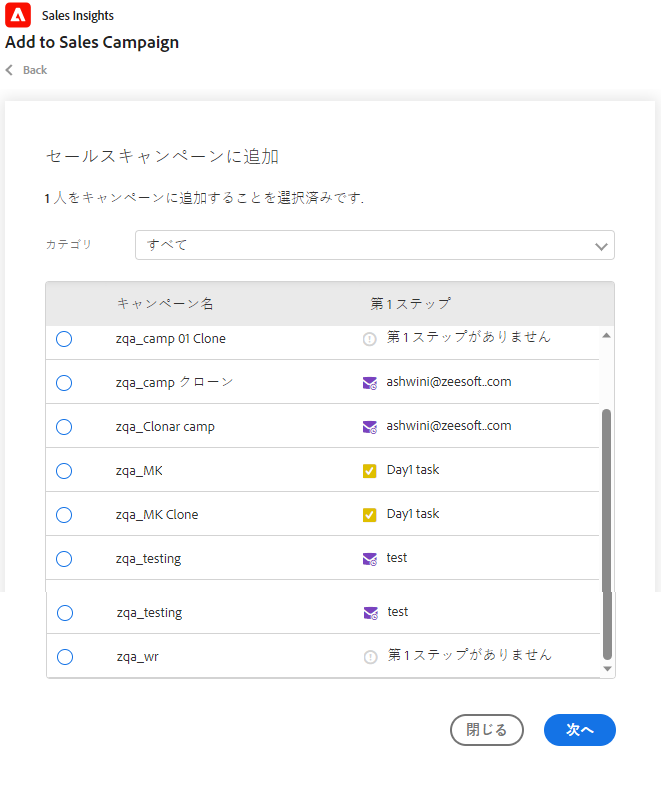 Sales Insights
Add to Sales Campaign
Back
セールスキャンペーンに追加
1 人をキャンペーンに追加することを選択済みです.
カテゴリ すべて
キャンペーン名 第 1 ステップ
zqa_camp 01 Clone 第 1 ステップがありません
zqa_camp クローン ashwini@zeesoft..com
zqa_Clonar camp ashwini@zeesoft..com
zqa_MK Day1 task
zqa_MK Clone Day1 task
zqa_testing test
zqa_testing test
zqa_wr 第 1 ステップがありません
閉じる 次へ